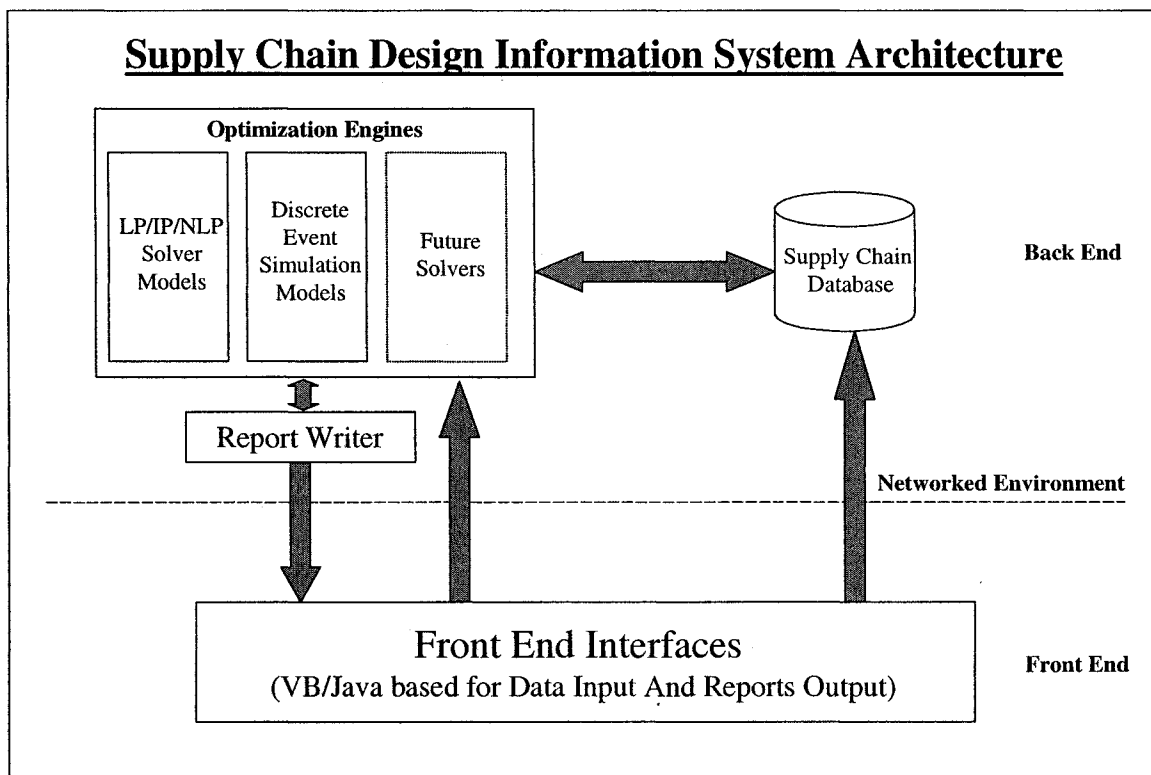 Supply Chain Design Information System Architecture
Optimization Engines
LP/IP/NLP
Solver
Models
Discrete
Event
Simulation
Models
Future
Solvers
Supply Chain
Database
Back End
Report Writer
Networked Environment
Front End Interfaces
(VB/Java based for Data Input And Reports Output)
Front End